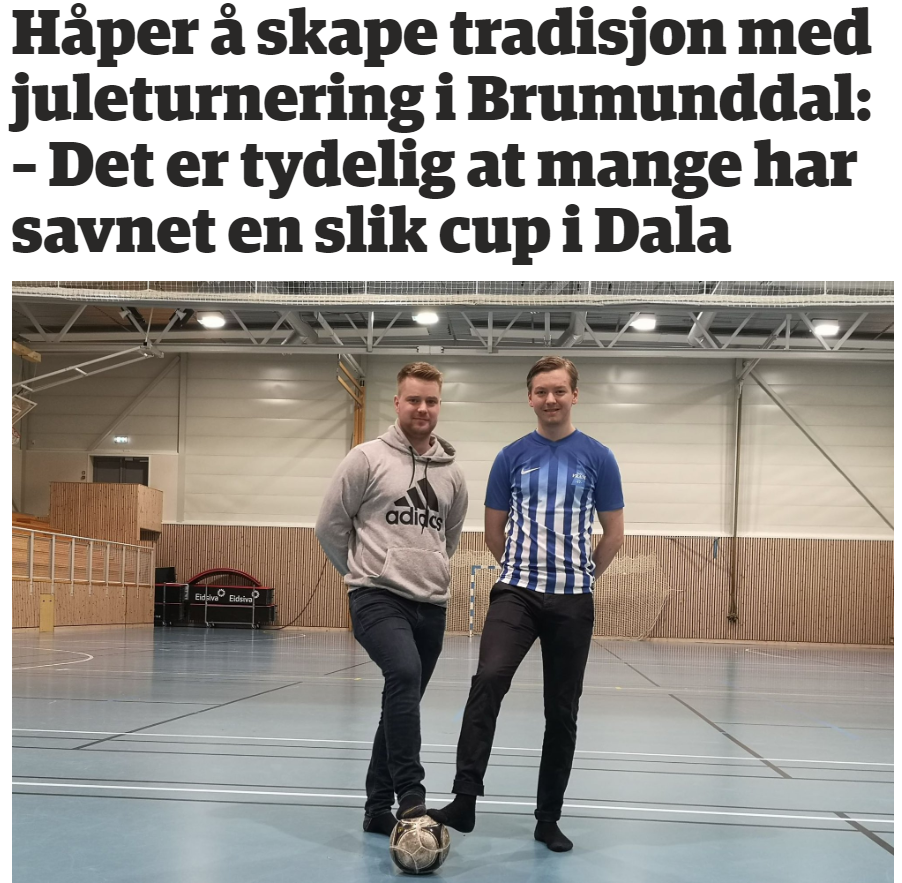 Håper å skape tradisjon med
juleturnering i Brumunddal:
– Det er tydelig at mange har
savnet en slik cup i Dala
adidas
Eidsiva Eidsiva